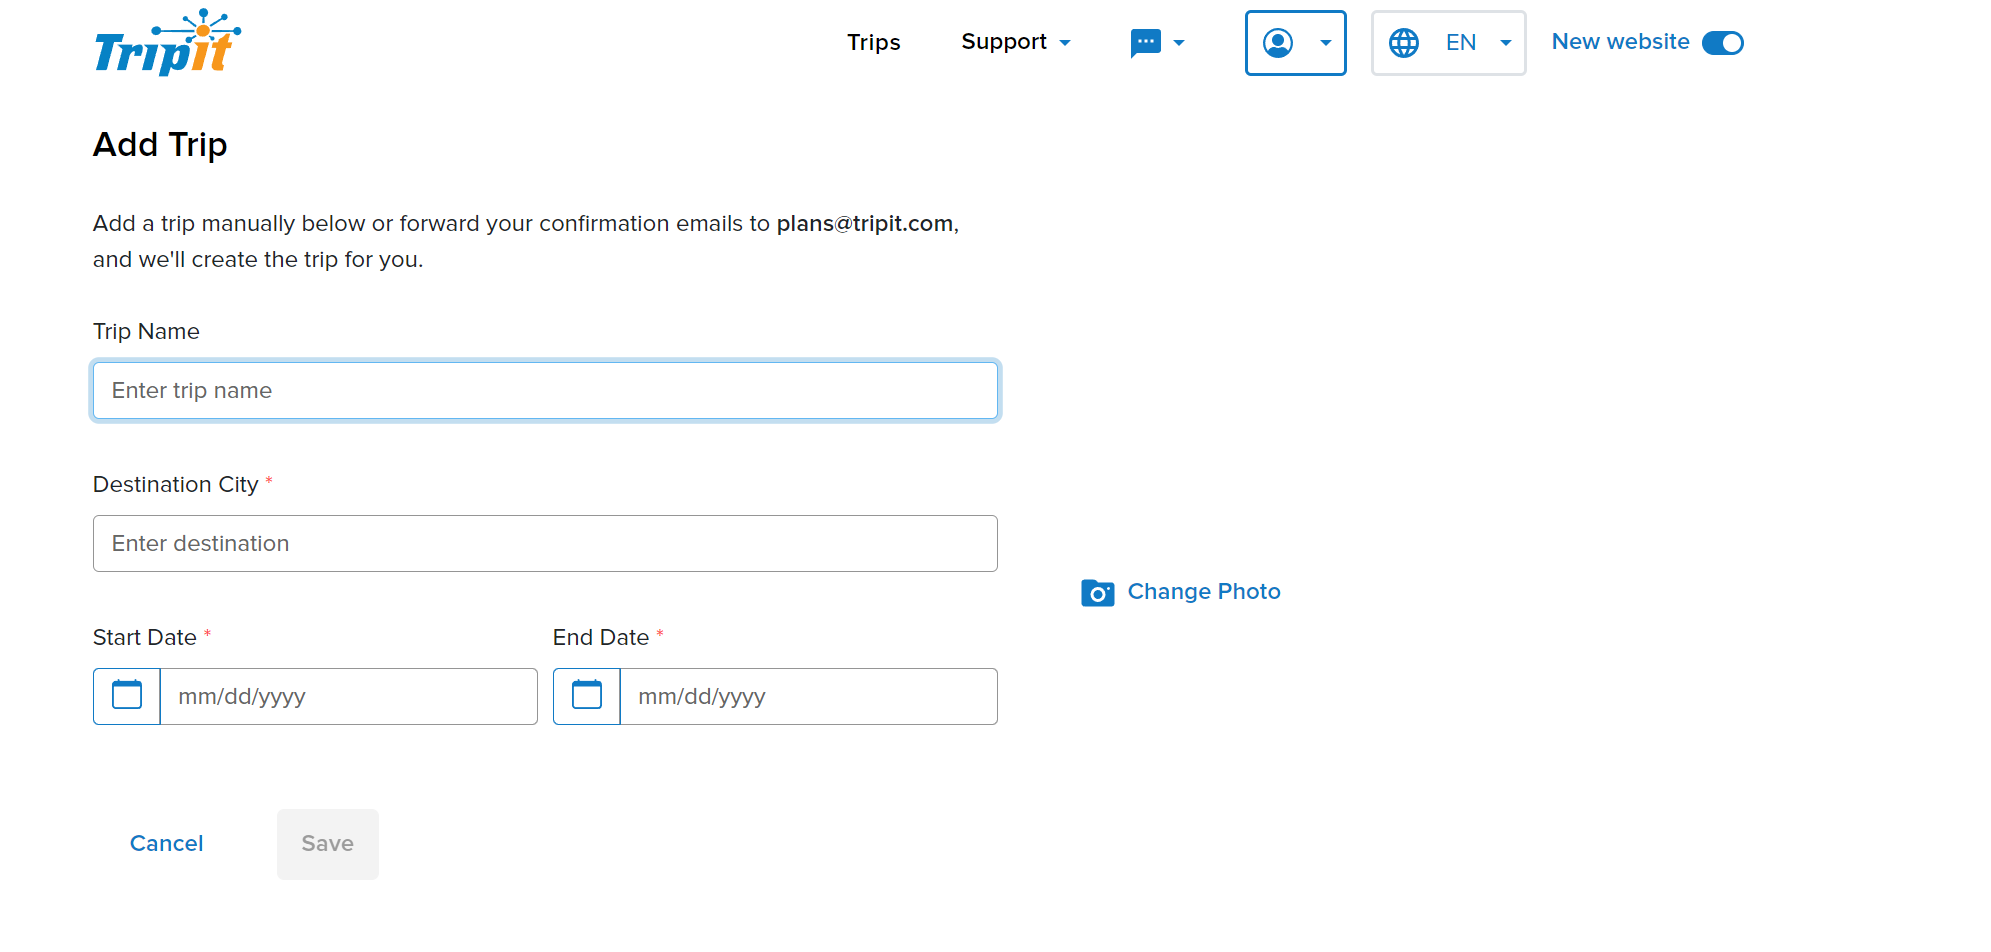 TripIt
Trips
Support
EN
New website
Add Trip
Add a trip manually below or forward your confirmation emails to plans@tripit.com,
and we'll create the trip for you.
Trip Name
Enter trip name
Destination City *
Enter destination
Change Photo
Start Date * End Date *
mm/dd/yyyy mm/dd/yyyy
Cancel Save